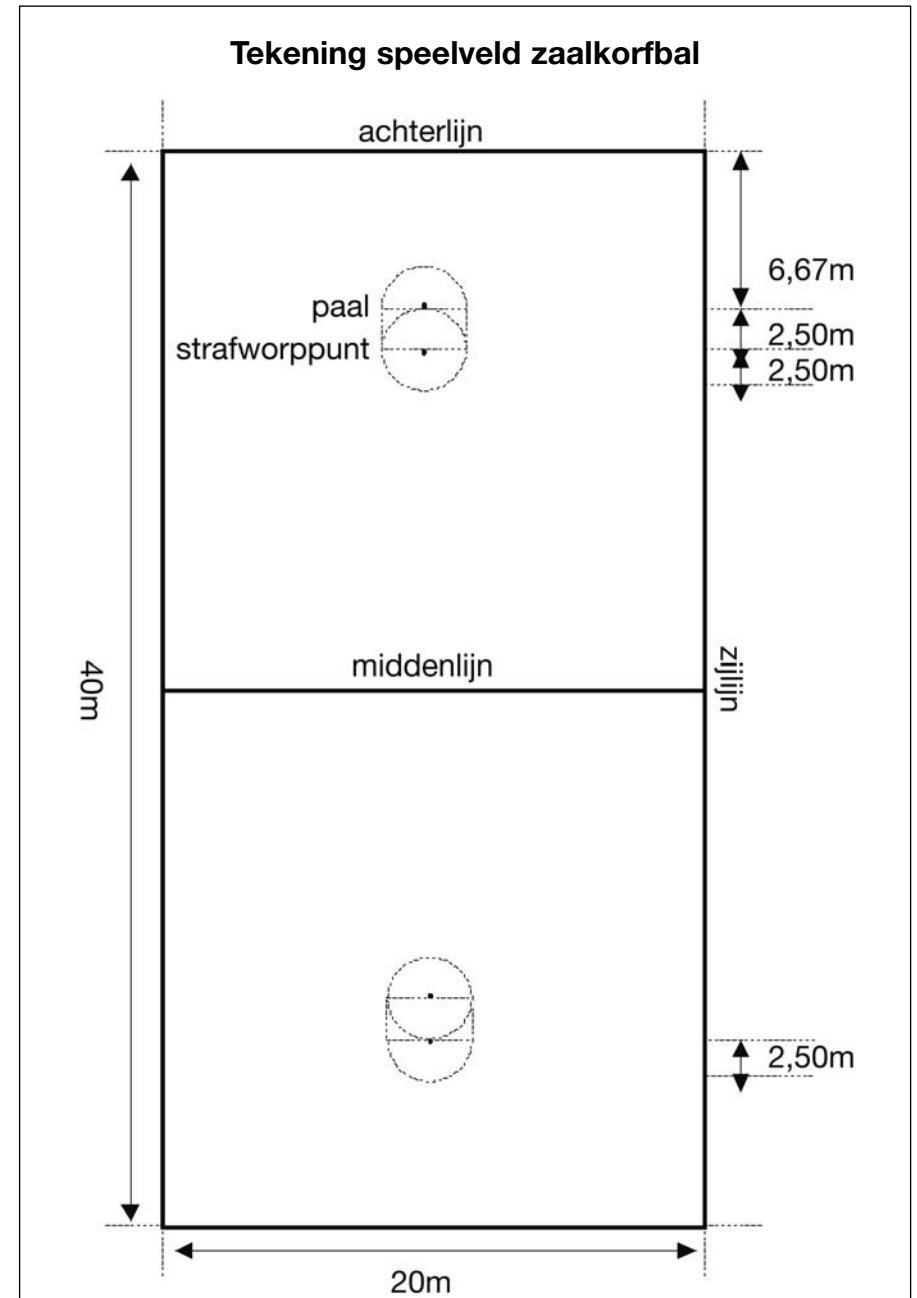 Tekening speelveld zaalkorfbal
achterlijn
6,67m
paal
2,50m
strafworppunt
2,50m
40m
middenlijn
zijlijn
2,50m
20m